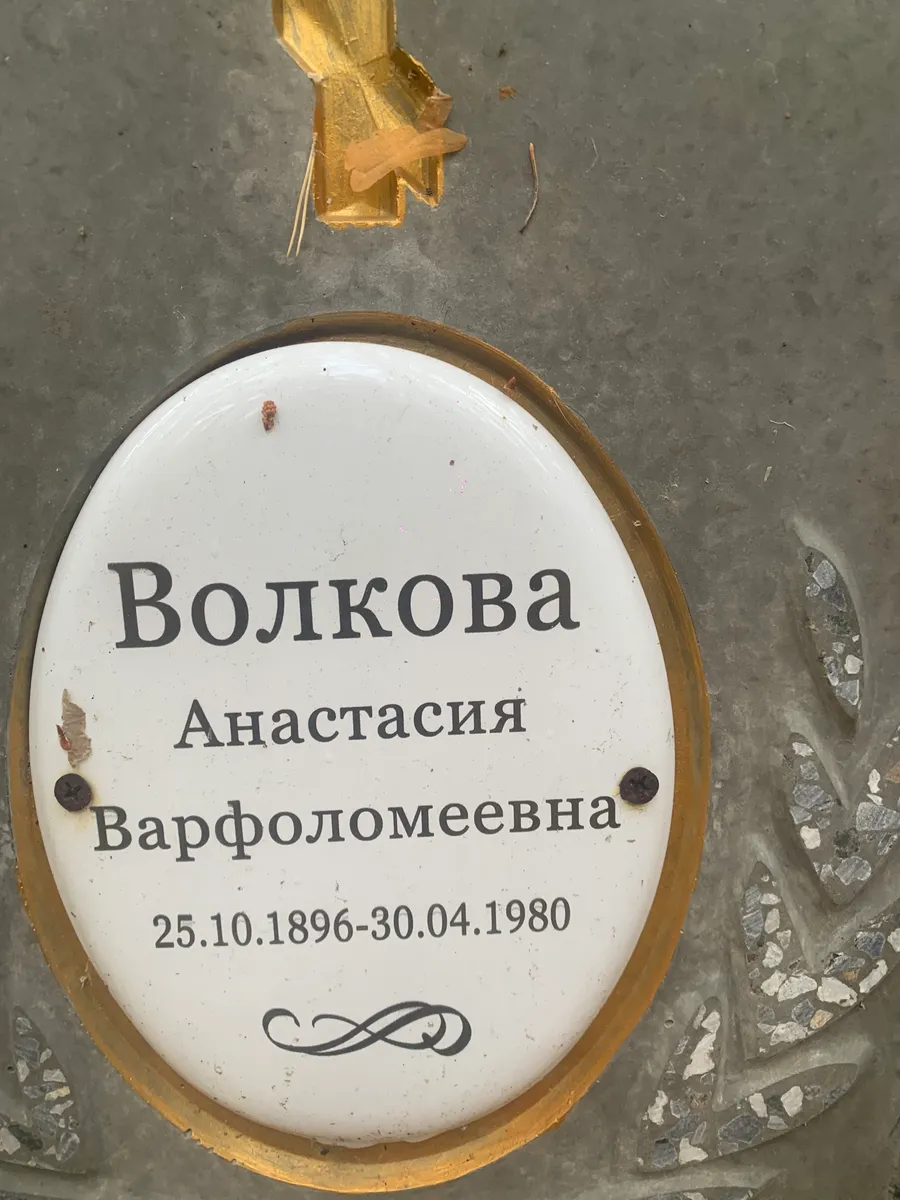 Волкова
Анастасия
Варфоломеевна
25.10.1896-30.04.1980